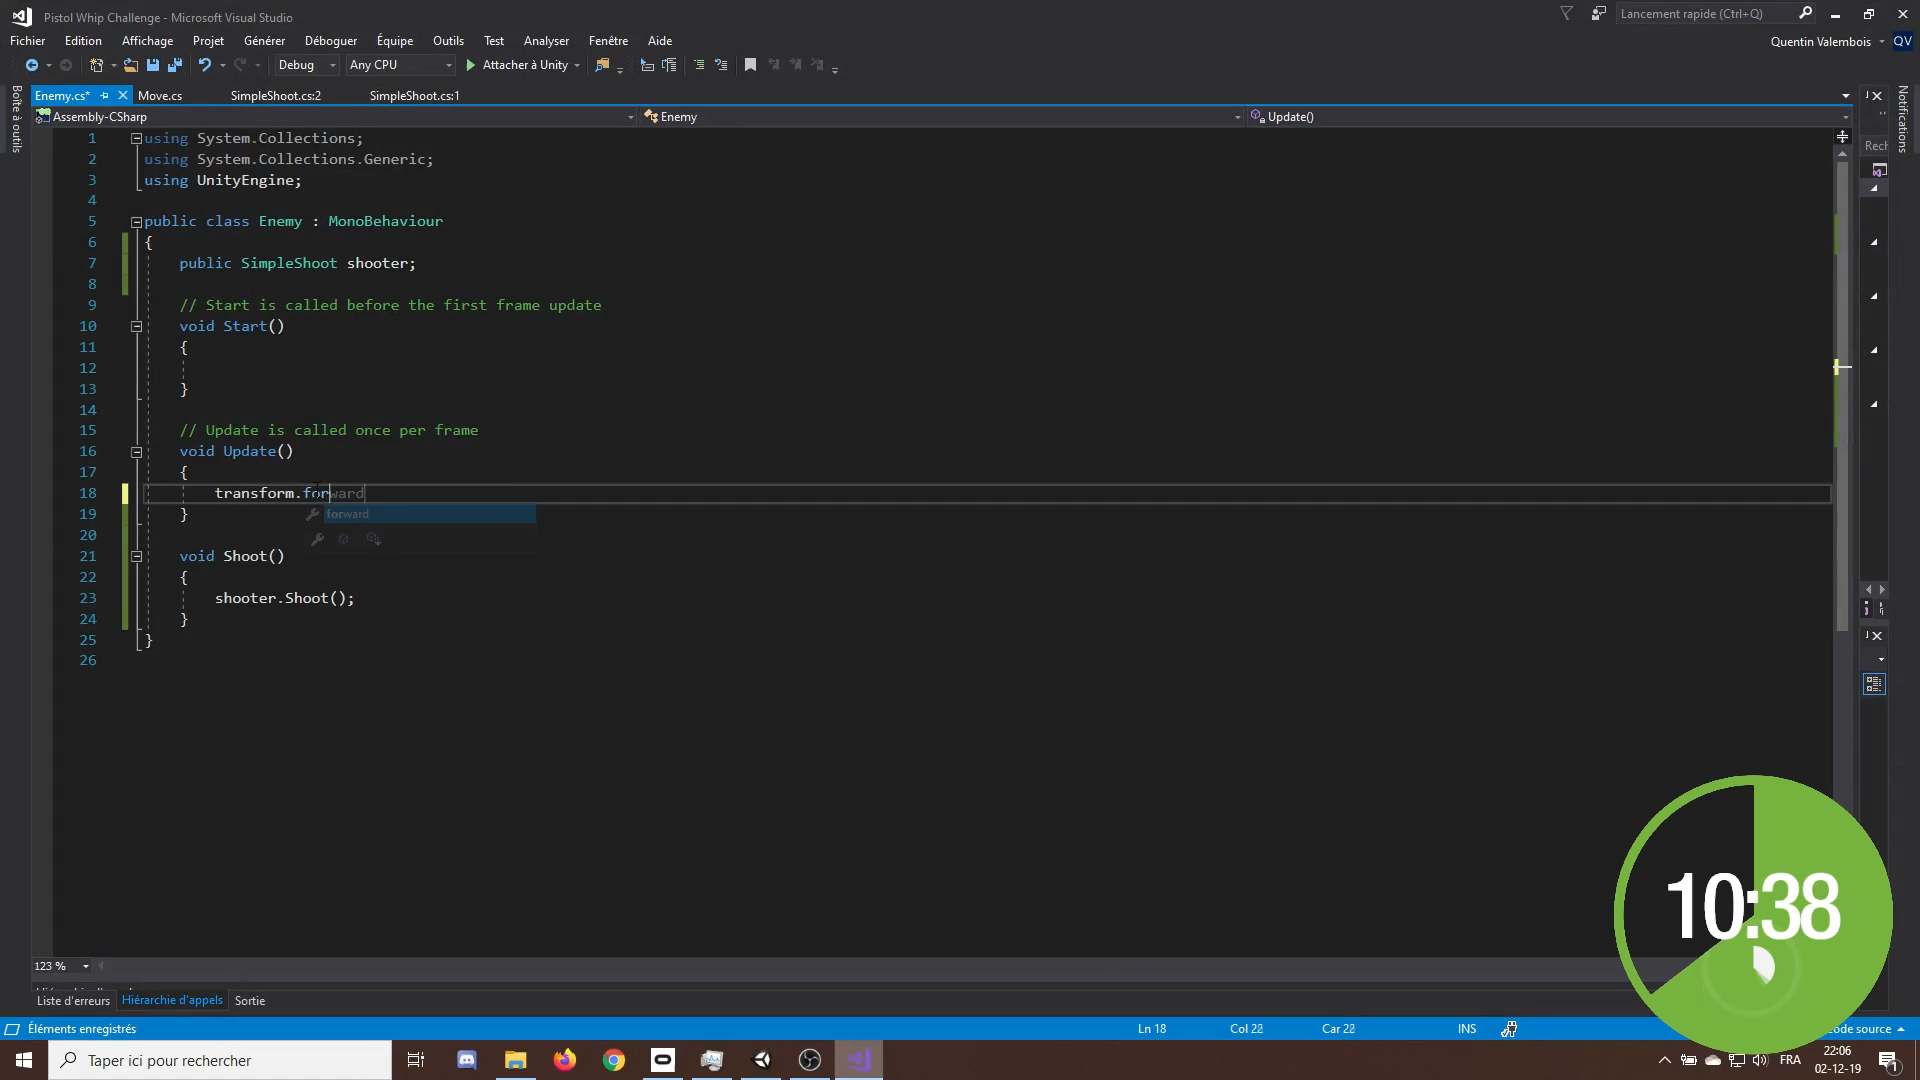 Pistol Whip Challenge - Microsoft Visual Studio
Lancement rapide (Ctrl+Q)
Fichier Edition Affichage Projet Générer Déboguer Équipe Outils Test Analyser Fenêtre Aide
Quentin Valembois QV
Debug Any CPU Attacher à Unity
Boîte à outils
Enemy.cs* Move.cs SimpleShoot.cs:2 SimpleShoot.cs:1
Notifications
Assembly-CSharp Enemy Update()
Rech
1 using System.Collections;
2 using System.Collections.Generic;
3 using UnityEngine;
4
5 public class Enemy : MonoBehaviour
6 {
7 public SimpleShoot shooter;
8
9 // Start is called before the first frame update
10 void Start()
11 {
12
13 }
14
15 // Update is called once per frame
16 void Update()
17 {
18 transform.forward
19 }
forward
20
21 void Shoot()
22 {
23 shooter.Shoot();
24 }
25 }
26
10:38
123 %
Liste d'erreurs Hiérarchie d'appels Sortie
Éléments enregistrés Ln 18 Col 22 Car 22 INS ode source
Taper ici pour rechercher
FRA
22:06
02-12-19
1